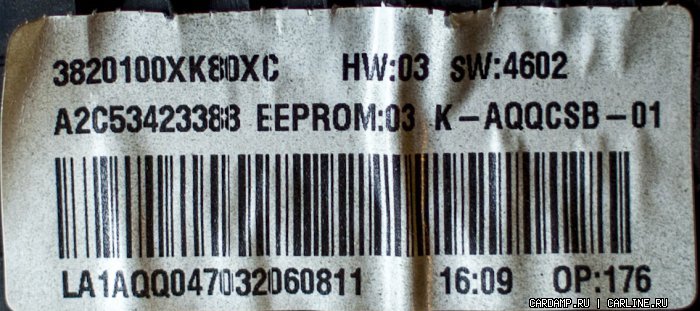 3820100XK80XC HW:03 SW:4602
A2C53423388 EEPROM:03 K-AQQCSB-01
LA1AQQ047032060811 16:09 OP:176
CARDAMP.RU | CARLINE.RU